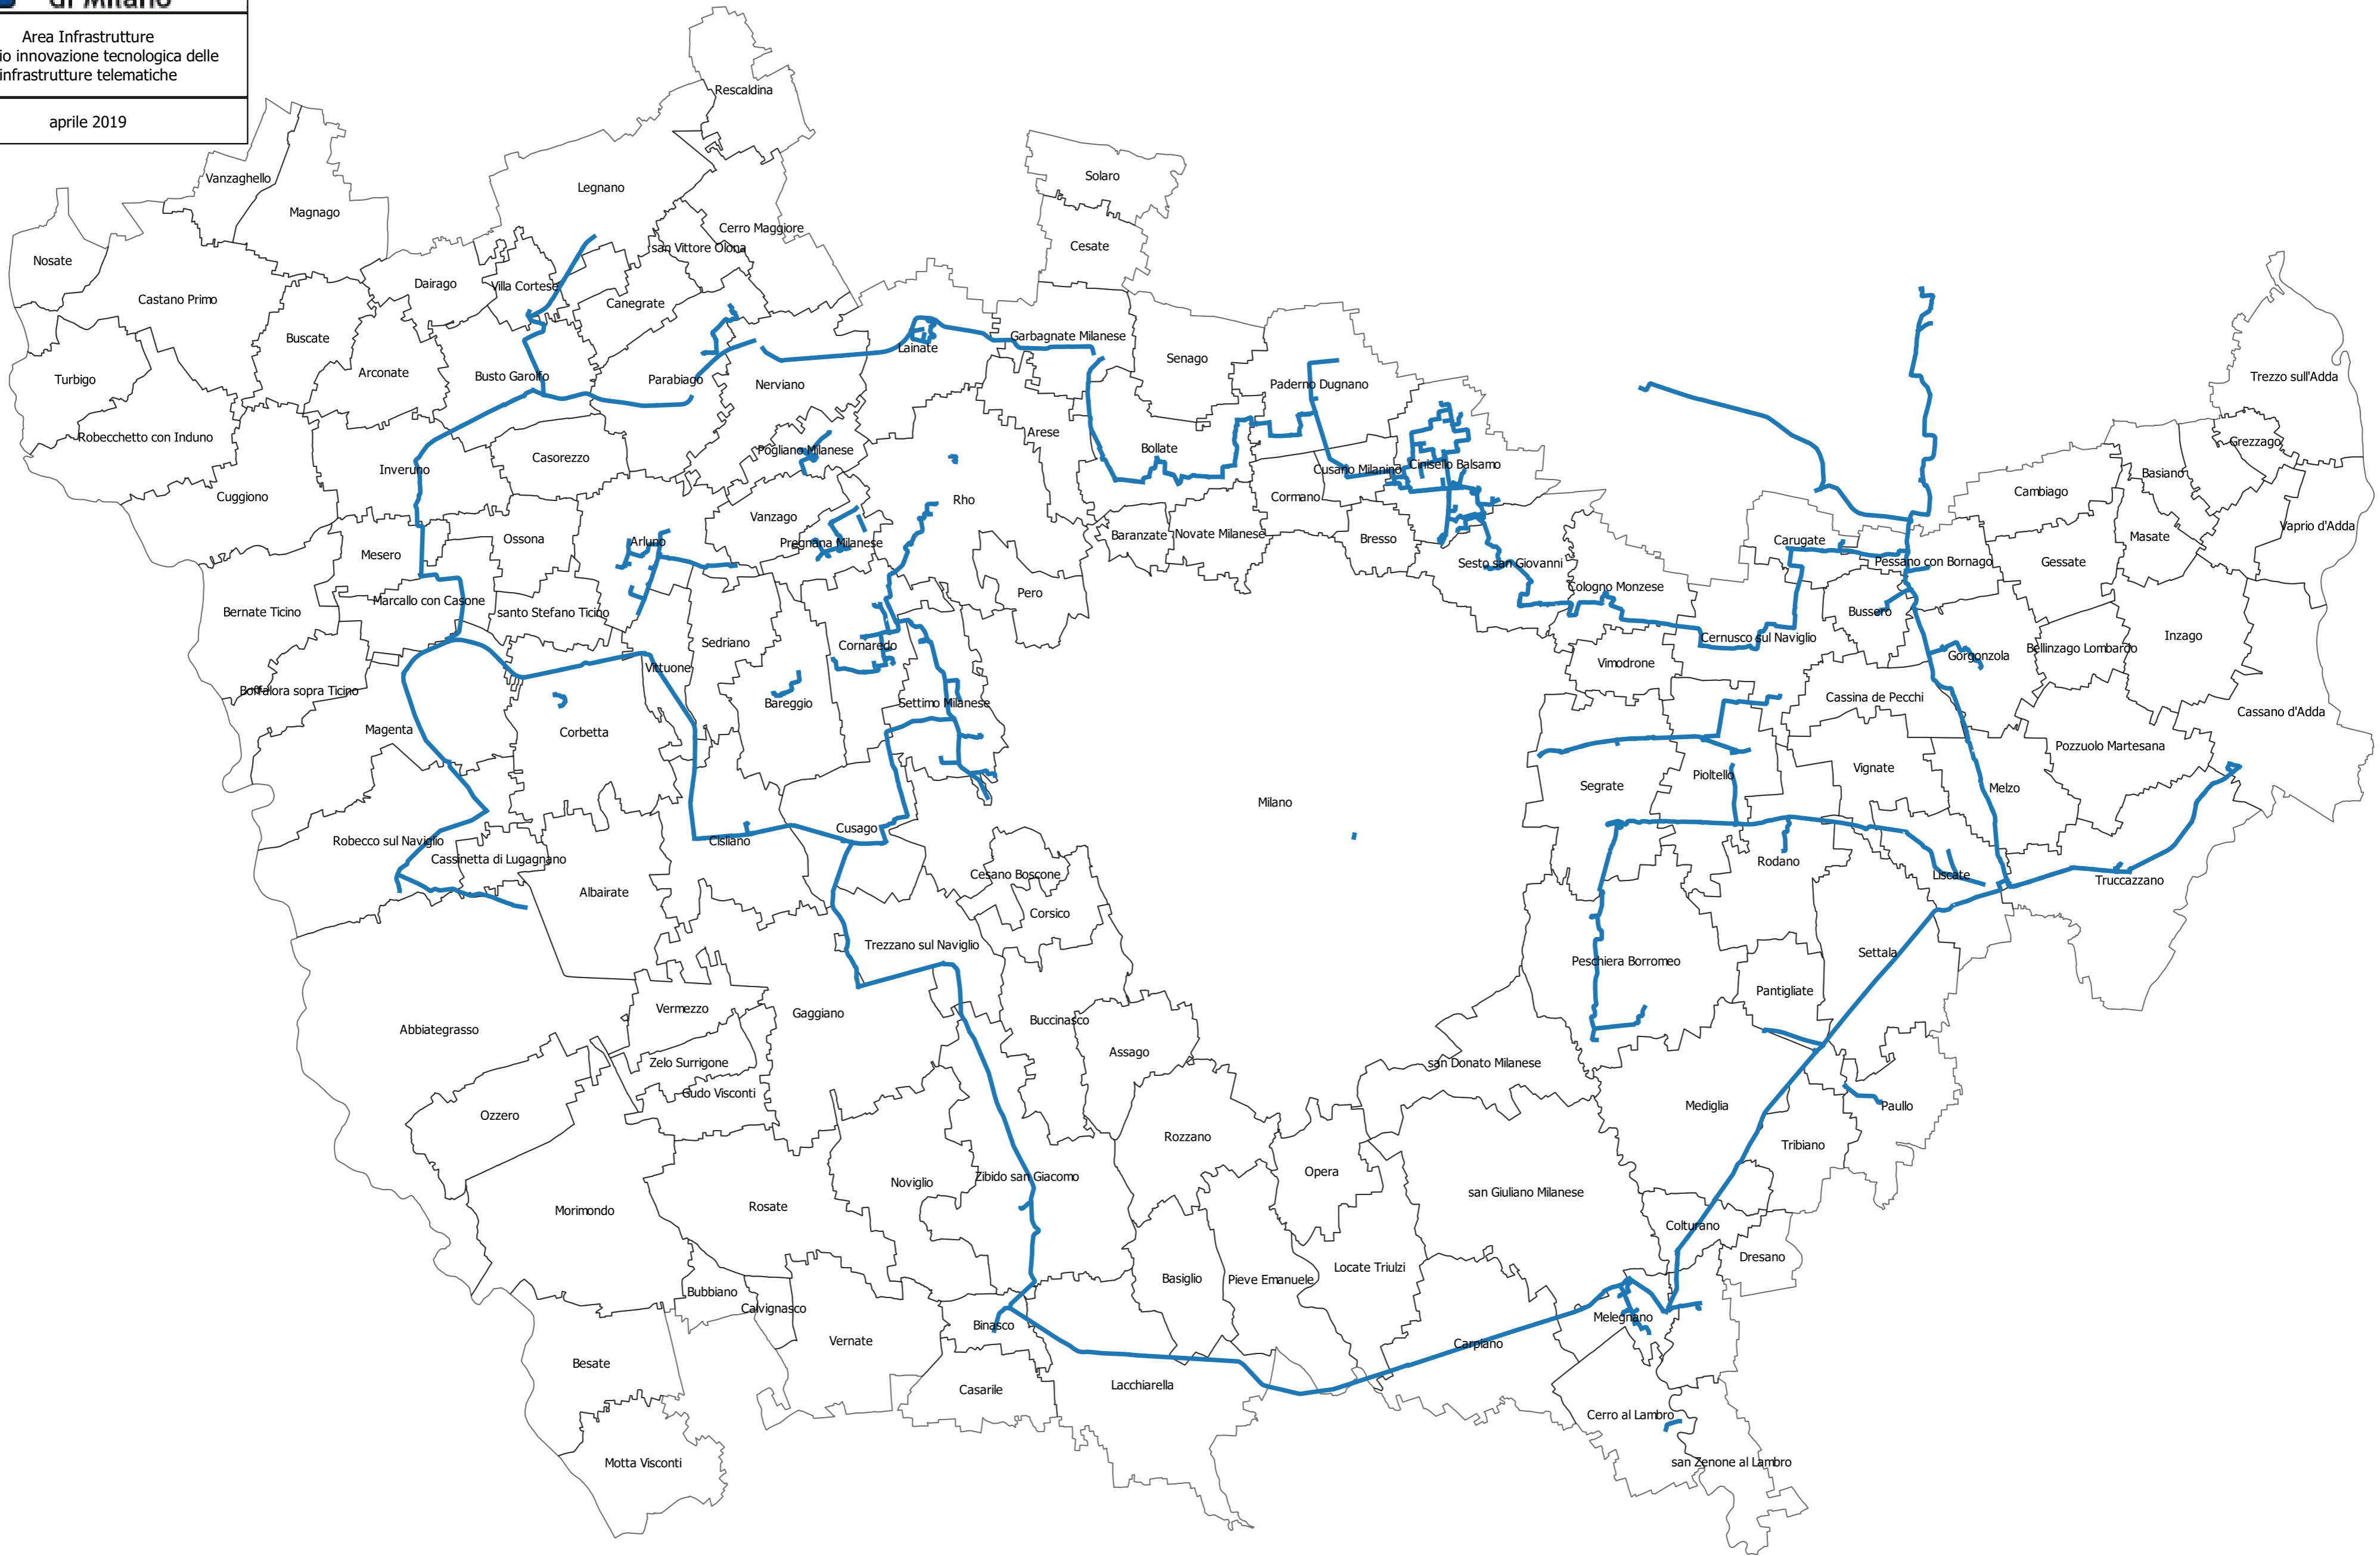 di Milano
Area Infrastrutture
io innovazione tecnologica delle
infrastrutture telematiche
aprile 2019
Rescaldina
Vanzaghello
Legnano
Magnago
Solaro
Cerro Maggiore
san Vittore Olona
Cesate
Nosate
Dairago
Villa Cortese
Castano Primo
Canegrate
Buscate
Garbagnate Milanese
Lainate
Senago
Turbigo
Arconate
Busto Garolfo
Parabiago
Nerviano
Paderno Dugnano
Trezzo sull'Adda
Robecchetto con Induno
Arese
Grezzago
Pogliano Milanese
Bollate
Inveruno
Casorezzo
Cusano Milanino
Cinisello Balsamo
Basiano
Cuggiono
Rho
Cormano
Cambiago
Vanzago
Vaprio d'Adda
Ossona
Arluno
Pregnana Milanese
Baranzate
Novate Milanese
Bresso
Carugate
Masate
Mesero
Sesto san Giovanni
Pessano con Bornago
Gessate
Marcallo con Casone
Pero
Cologno Monzese
Bernate Ticino
santo Stefano Ticino
Bussero
Sedriano
Cornaredo
Cernusco sul Naviglio
Inzago
Vittuone
Vimodrone
Gorgonzola
Bellinzago Lombardo
Boffalora sopra Ticino
Bareggio
Settimo Milanese
Cassina de Pecchi
Cassano d'Adda
Magenta
Corbetta
Pozzuolo Martesana
Segrate
Pioltello
Vignate
Melzo
Milano
Robecco sul Naviglio
Cisliano
Cusago
Cassinetta di Lugagnano
Rodano
Albairate
Cesano Boscone
Liscate
Truccazzano
Corsico
Trezzano sul Naviglio
Peschiera Borromeo
Settala
Pantigliate
Vermezzo
Gaggiano
Buccinasco
Abbiategrasso
Assago
Zelo Surrigone
san Donato Milanese
Gudo Visconti
Ozzero
Mediglia
Paullo
Rozzano
Tribiano
Opera
Zibido san Giacomo
Noviglio
san Giuliano Milanese
Morimondo
Rosate
Colturano
Dresano
Locate Triulzi
Basiglio
Pieve Emanuele
Bubbiano
Calvignasco
Melegnano
Binasco
Vernate
Carpiano
Besate
Casarile
Lacchiarella
Cerro al Lambro
Motta Visconti
san Zenone al Lambro